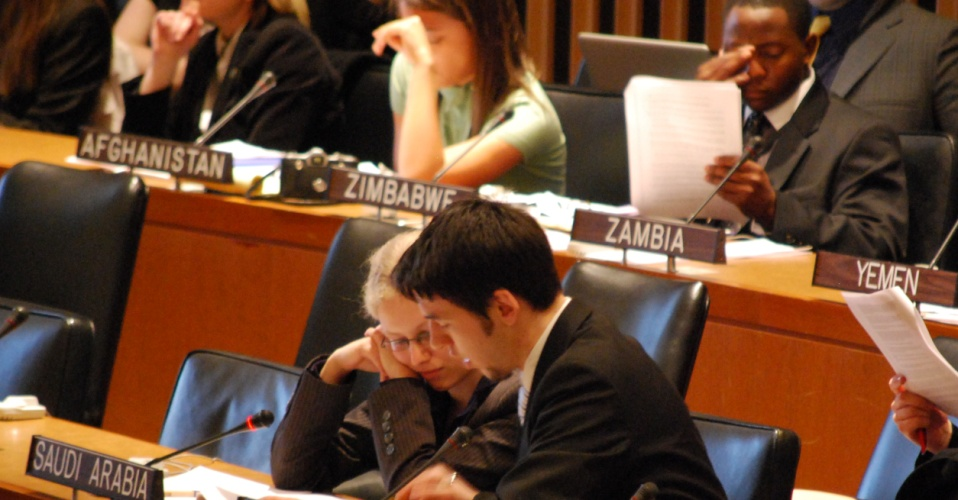 AFGHANISTAN
ZIMBABWE
ZAMBIA
YEMEN
SAUDI ARABIA